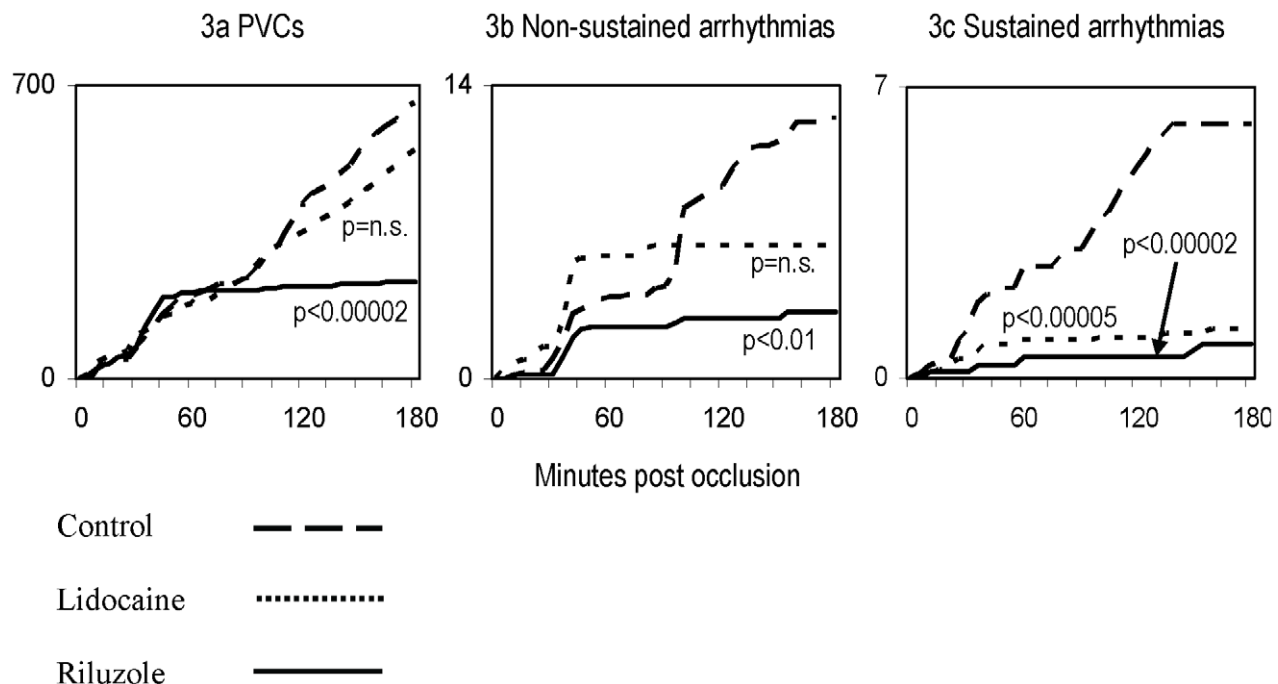 3a PVCs
3b Non-sustained arrhythmias
3c Sustained arrhythmias
700
0
p=n.s.
p<0.00002
0 60 120 180
14
0
p=n.s.
p<0.01
0 60 120 180
7
0
p<0.00002
p<0.00005
0 60 120 180
Minutes post occlusion
Control
Lidocaine
Riluzole